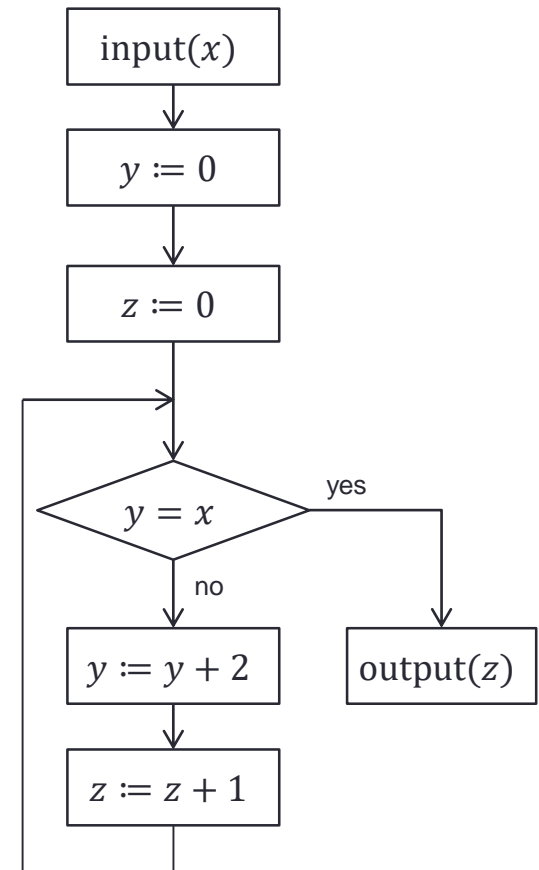 input(𝑥)
𝑦 ≔ 0
𝑧 ≔ 0
𝑦 = 𝑥
yes
no
𝑦 ≔ 𝑦 + 2
output(𝑧)
𝑧 ≔ 𝑧 + 1